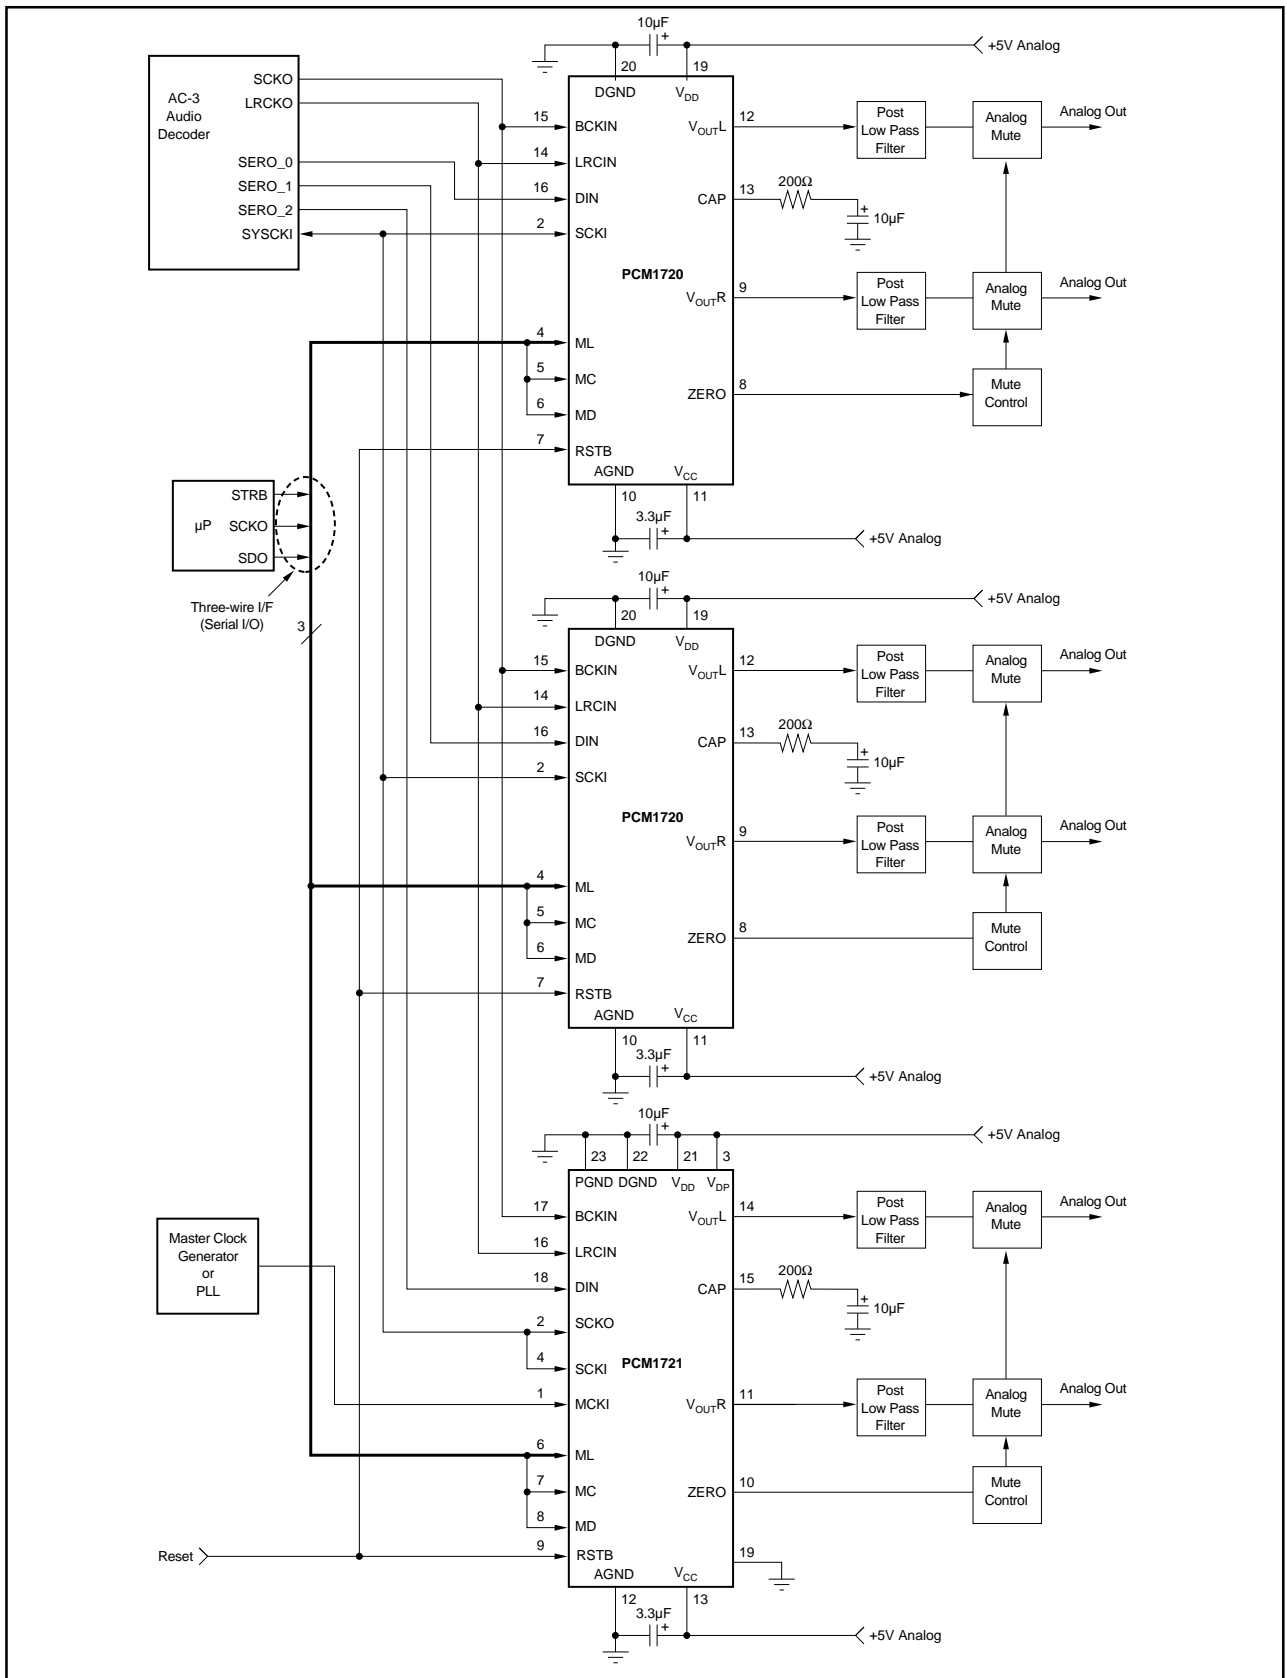 10µF
+
+5V Analog
20
19
AC-3
Audio
Decoder
SCKO
LRCKO
SERO_0
SERO_1
SERO_2
SYSCKI
DGND
VDD
15
BCKIN
14
LRCIN
16
DIN
2
SCKI
PCM1720
4
ML
5
MC
6
MD
7
RSTB
AGND
VCC
VOUTL
12
CAP
13
200Ω
+
10µF
VOUTR
9
ZERO
8
Post
Low Pass
Filter
Analog
Mute
Analog Out
Post
Low Pass
Filter
Analog
Mute
Analog Out
Mute
Control
10
11
3.3µF
+
+5V Analog
µP
STRB
SCKO
SDO
Three-wire I/F
(Serial I/O)
3
10µF
+
+5V Analog
20
19
DGND
VDD
15
BCKIN
14
LRCIN
16
DIN
2
SCKI
PCM1720
4
ML
5
MC
6
MD
7
RSTB
AGND
VCC
VOUTL
12
CAP
13
200Ω
+
10µF
VOUTR
9
ZERO
8
Post
Low Pass
Filter
Analog
Mute
Analog Out
Post
Low Pass
Filter
Analog
Mute
Analog Out
Mute
Control
10
11
3.3µF
+
+5V Analog
10µF
+
+5V Analog
23
22
21
3
PGND
DGND
VDD
VDP
Master Clock
Generator
or
PLL
17
BCKIN
16
LRCIN
18
DIN
2
SCKO
4
SCKI
PCM1721
1
MCKI
6
ML
7
MC
8
MD
Reset
9
RSTB
AGND
VCC
VOUTL
14
CAP
15
200Ω
+
10µF
VOUTR
11
ZERO
10
19
Post
Low Pass
Filter
Analog
Mute
Analog Out
Post
Low Pass
Filter
Analog
Mute
Analog Out
Mute
Control
12
13
3.3µF
+
+5V Analog